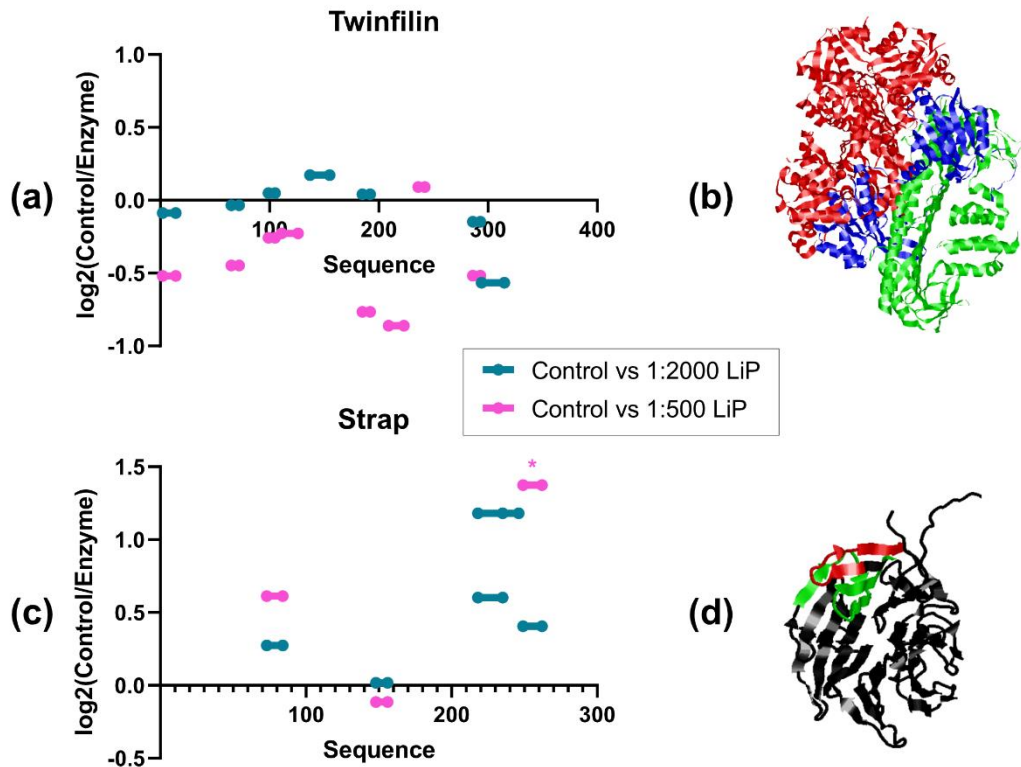 Twinfilin
(a)
log2(Control/Enzyme)
1.0
0.5
0.0
-0.5
-1.0
100
200
300
400
Sequence
(b)
Control vs 1:2000 LiP
Control vs 1:500 LiP
Strap
(c)
log2(Control/Enzyme)
1.5
1.0
0.5
0.0
-0.5
*
100
200
300
Sequence
(d)